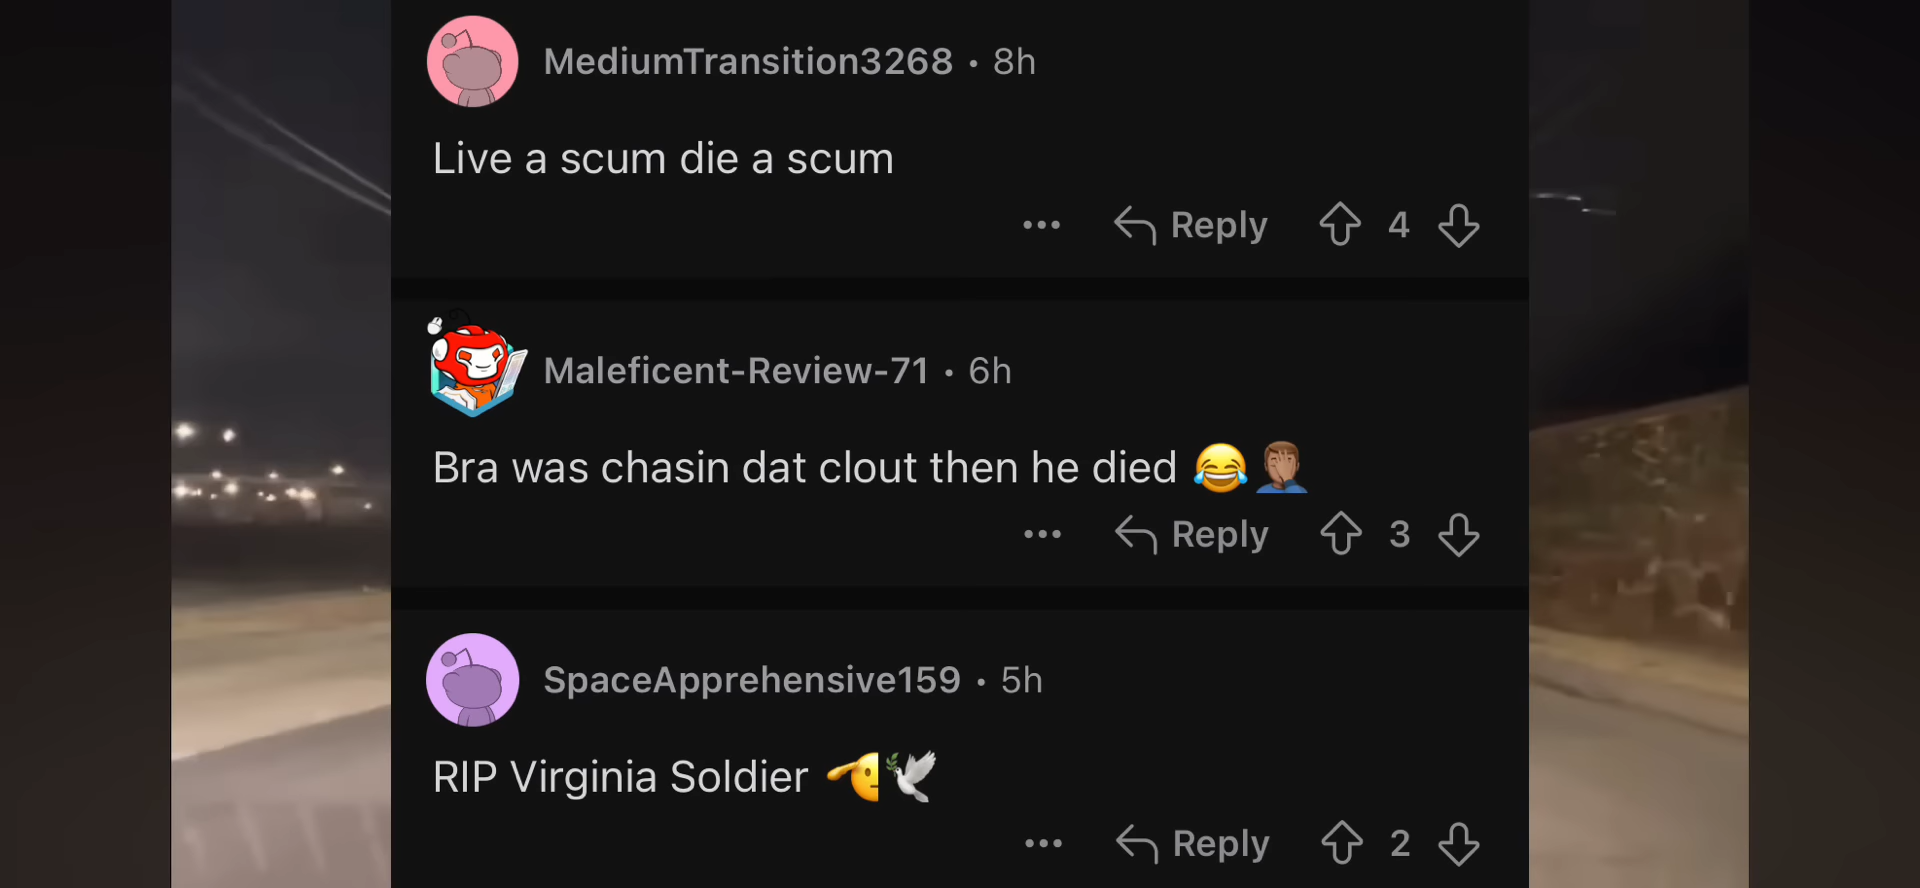 MediumTransition3268 • 8h
Live a scum die a scum
••• Reply 4
Maleficent-Review-71 • 6h
Bra was chasin dat clout then he died 😂🤦🏽‍♂️
••• Reply 3
SpaceApprehensive159 • 5h
RIP Virginia Soldier 🫡🕊️
••• Reply 2